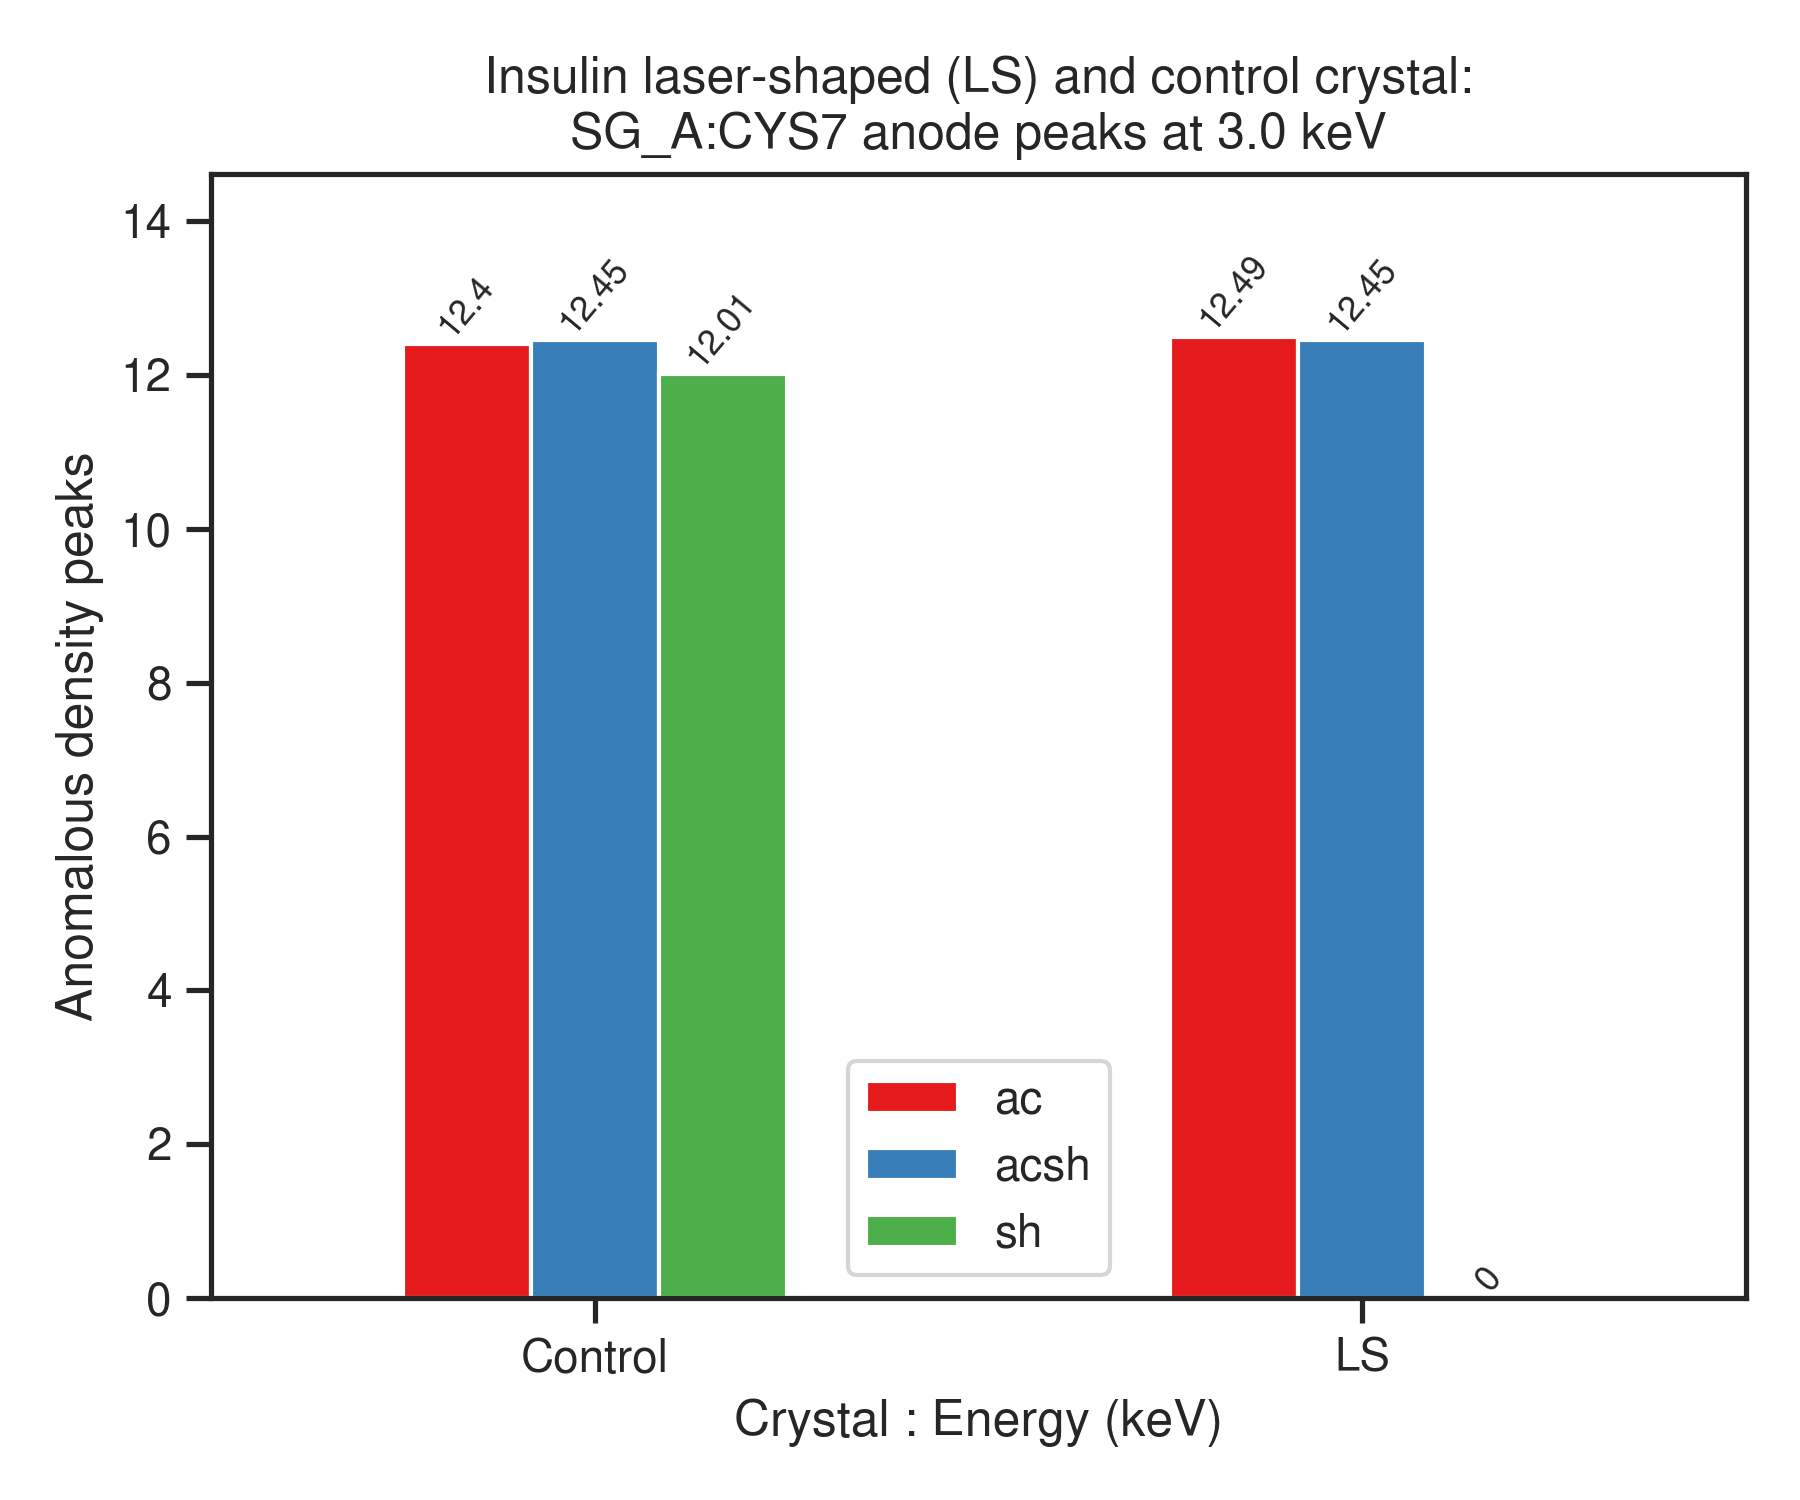 Insulin laser-shaped (LS) and control crystal:
SG_A:CYS7 anode peaks at 3.0 keV
Anomalous density peaks
14
12
10
8
6
4
2
0
12.4
12.45
12.01
12.49
12.45
0
ac
acsh
sh
Control
LS
Crystal : Energy (keV)